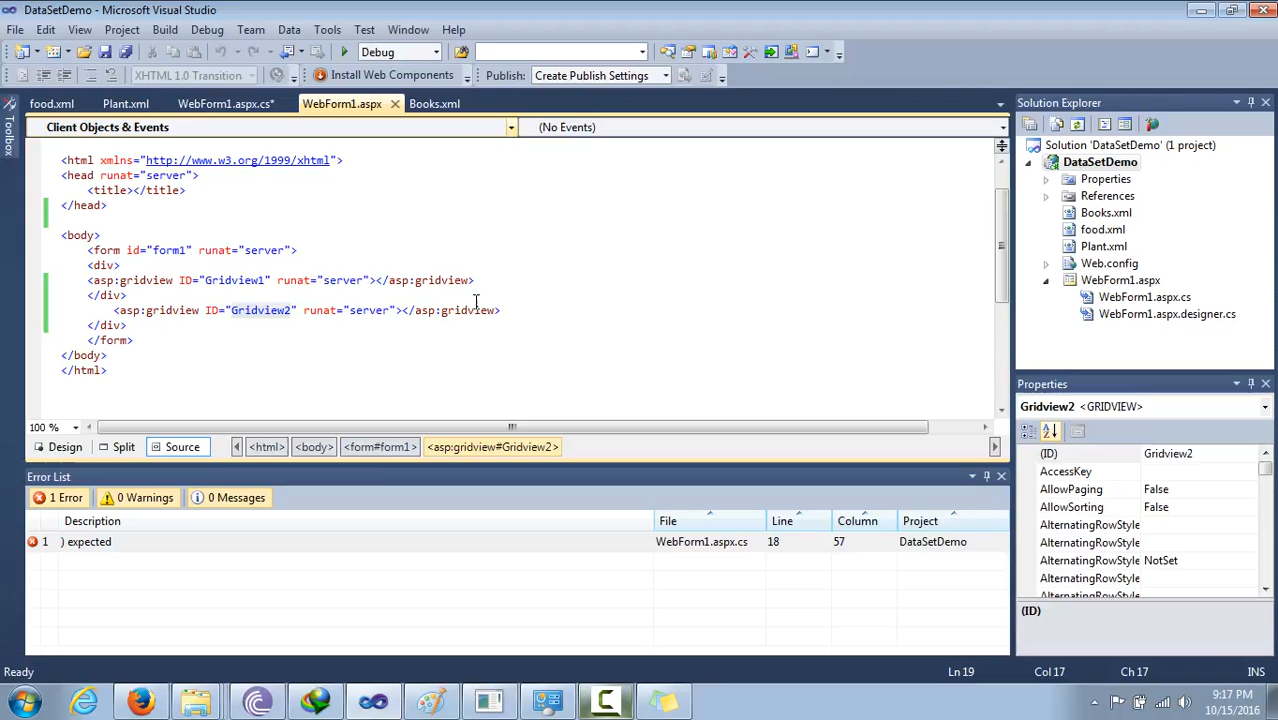 DataSetDemo - Microsoft Visual Studio
File Edit View Project Build Debug Team Data Tools Test Window Help
Debug
XHTML 1.0 Transition Install Web Components Publish: Create Publish Settings
food.xml Plant.xml WebForm1.aspx.cs* WebForm1.aspx Books.xml
Toolbox
Client Objects & Events (No Events)
<html xmlns="http://www.w3.org/1999/xhtml">
<head runat="server">
<title></title>
</head>
<body>
<form id="form1" runat="server">
<div>
<asp:gridview ID="Gridview1" runat="server"></asp:gridview>
</div>
<asp:gridview ID="Gridview2" runat="server"></asp:gridview>
</div>
</form>
</body>
</html>
100 %
Design Split Source <html> <body> <form#form1> <asp:gridview#Gridview2>
Error List
1 Error 0 Warnings 0 Messages
Description File Line Column Project
1 ) expected WebForm1.aspx.cs 18 57 DataSetDemo
Solution Explorer
Solution 'DataSetDemo' (1 project)
DataSetDemo
Properties
References
Books.xml
food.xml
Plant.xml
Web.config
WebForm1.aspx
WebForm1.aspx.cs
WebForm1.aspx.designer.cs
Properties
Gridview2 <GRIDVIEW>
(ID) Gridview2
AccessKey
AllowPaging False
AllowSorting False
AlternatingRowStyle
AlternatingRowStyle
AlternatingRowStyle NotSet
AlternatingRowStyle
AlternatingRowStyle
(ID)
Ready Ln 19 Col 17 Ch 17 INS
9:17 PM
10/15/2016